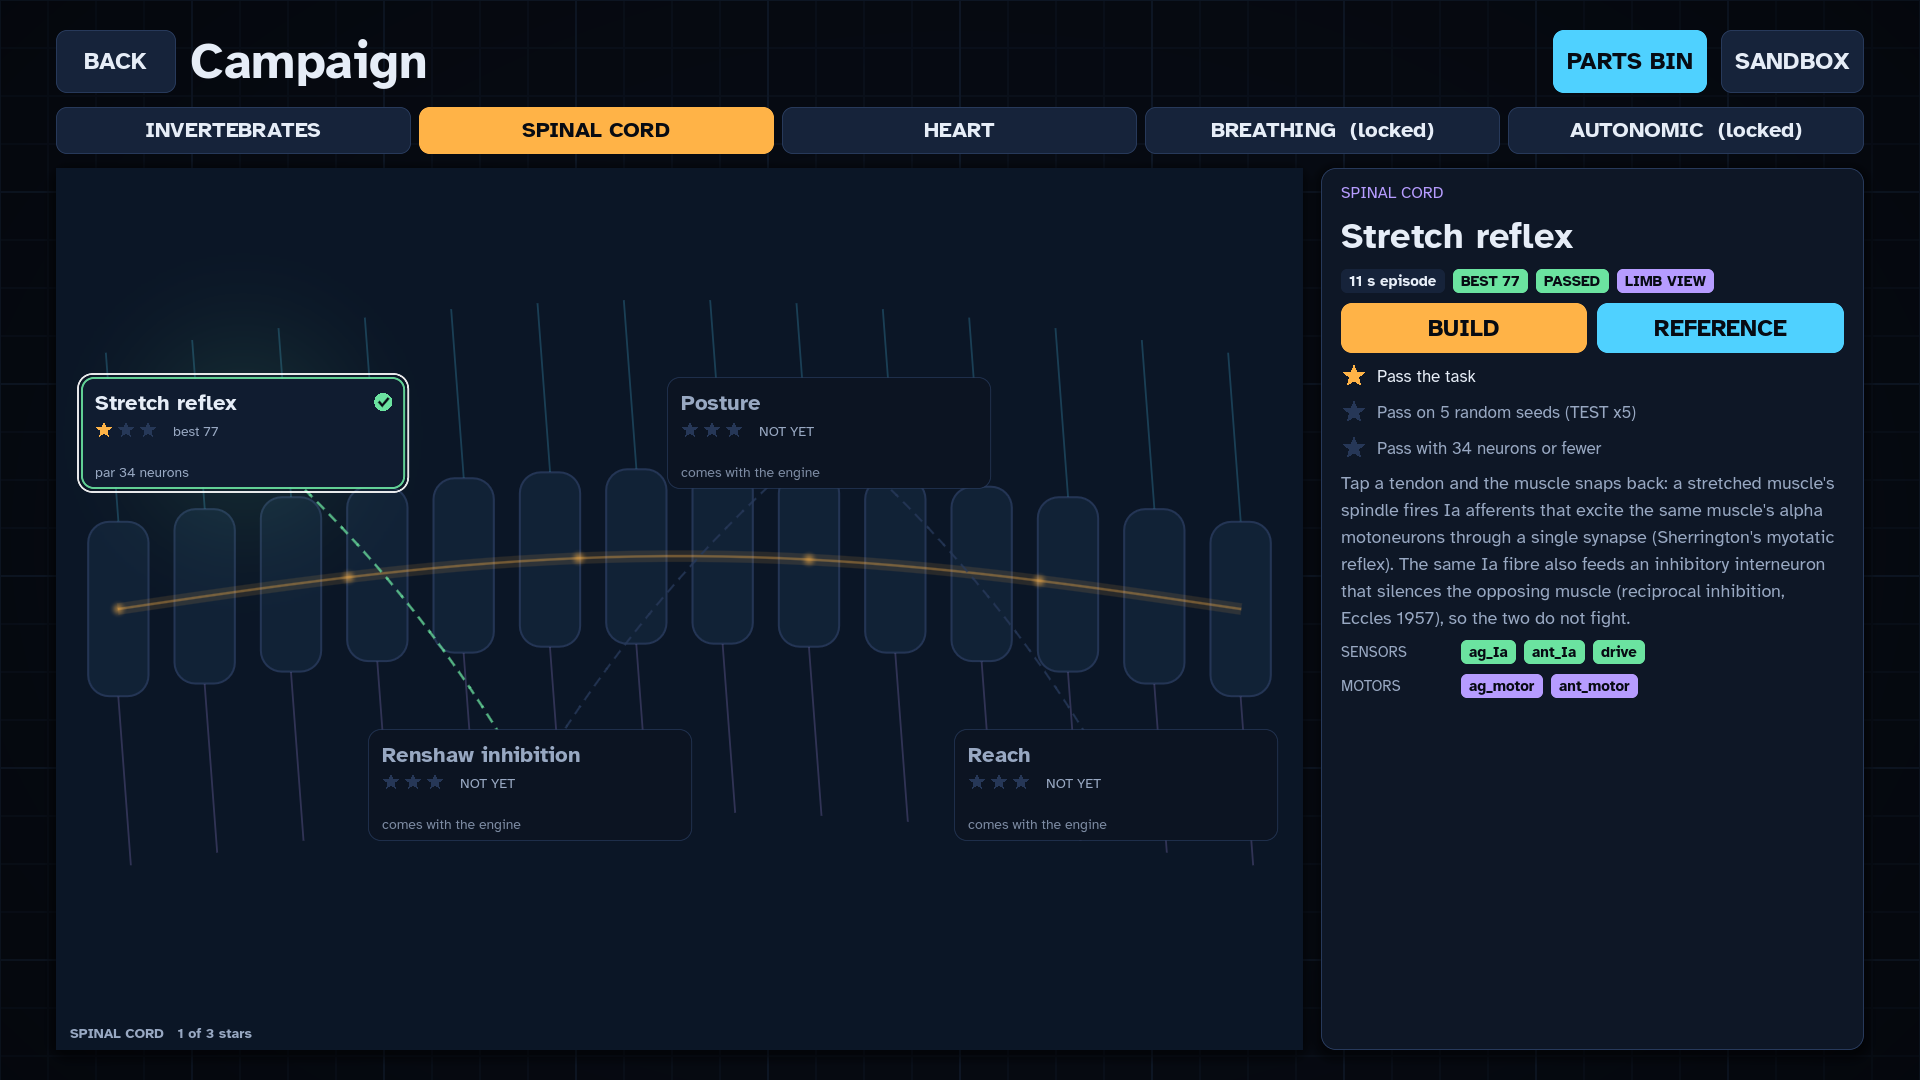 BACK
Campaign
PARTS BIN
SANDBOX
INVERTEBRATES
SPINAL CORD
HEART
BREATHING (locked)
AUTONOMIC (locked)
Stretch reflex
best 77
par 34 neurons
Posture
NOT YET
comes with the engine
Renshaw inhibition
NOT YET
comes with the engine
Reach
NOT YET
comes with the engine
SPINAL CORD 1 of 3 stars
SPINAL CORD
Stretch reflex
11 s episode BEST 77 PASSED LIMB VIEW
BUILD
REFERENCE
Pass the task
Pass on 5 random seeds (TEST x5)
Pass with 34 neurons or fewer
Tap a tendon and the muscle snaps back: a stretched muscle's
spindle fires Ia afferents that excite the same muscle's alpha
motoneurons through a single synapse (Sherrington's myotatic
reflex). The same Ia fibre also feeds an inhibitory interneuron
that silences the opposing muscle (reciprocal inhibition,
Eccles 1957), so the two do not fight.
SENSORS ag_Ia ant_Ia drive
MOTORS ag_motor ant_motor